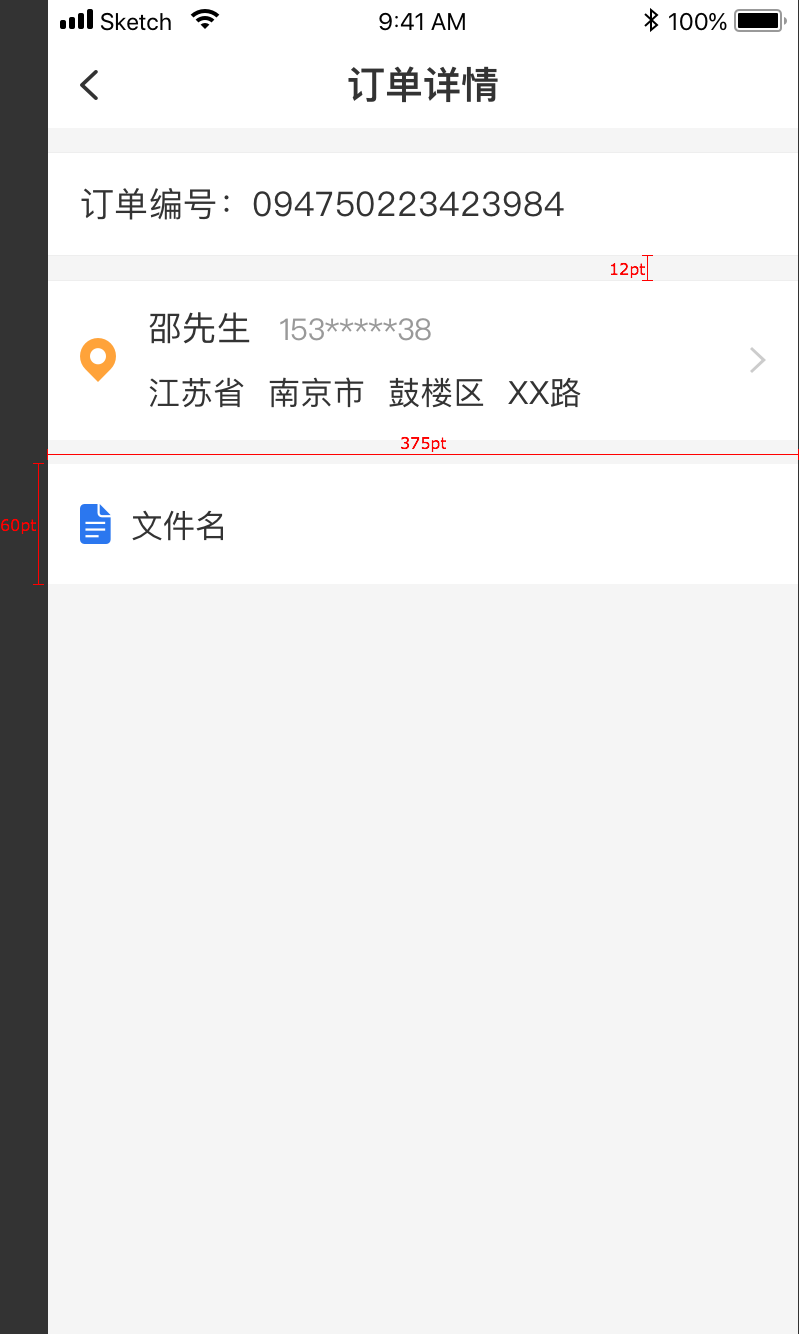 Sketch 9:41 AM 100%
订单详情
订单编号：094750223423984
12pt
邵先生 153*****38
江苏省 南京市 鼓楼区 XX路
375pt
60pt
文件名